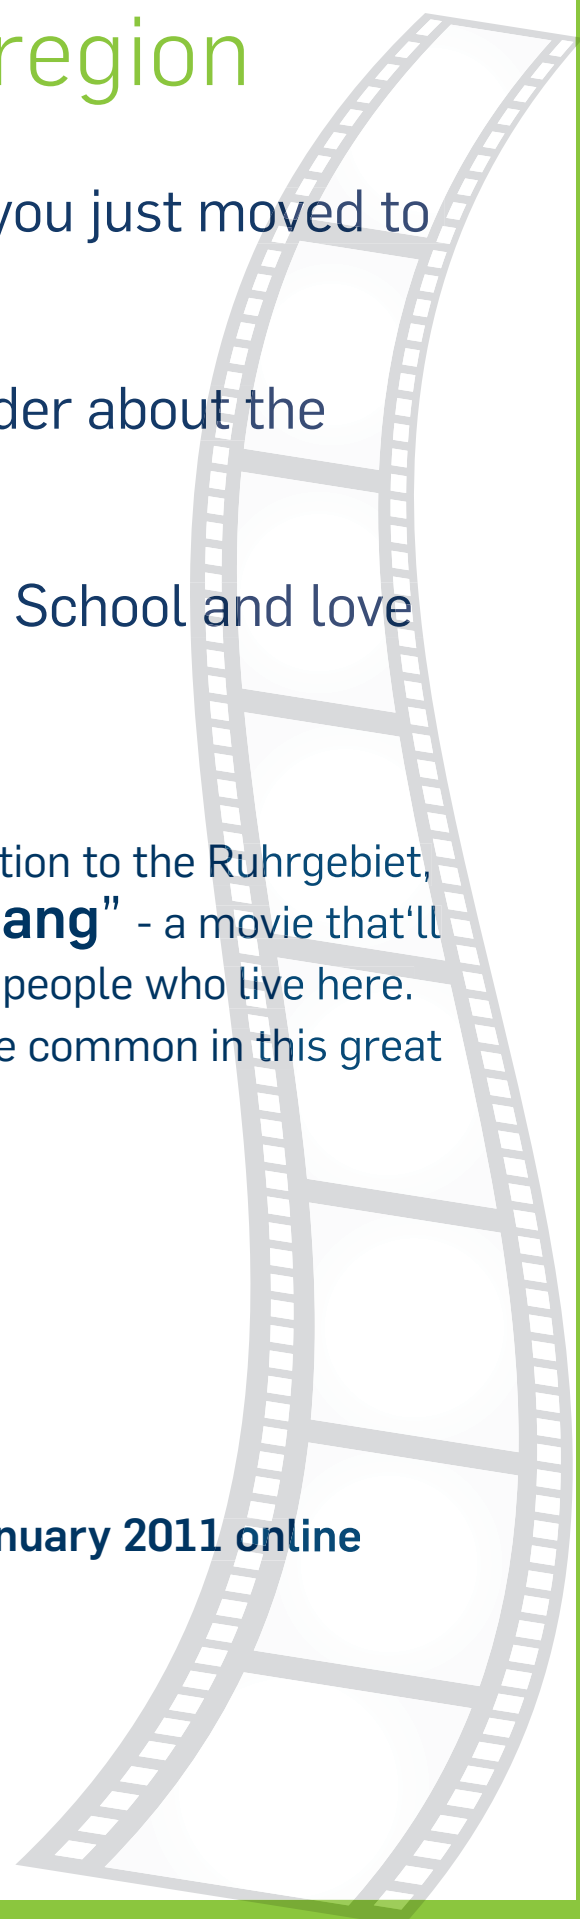 region
you just moved to
der about the
School and love
tion to the Ruhrgebiet,
ang” - a movie that‘ll
people who live here.
e common in this great
nuary 2011 online